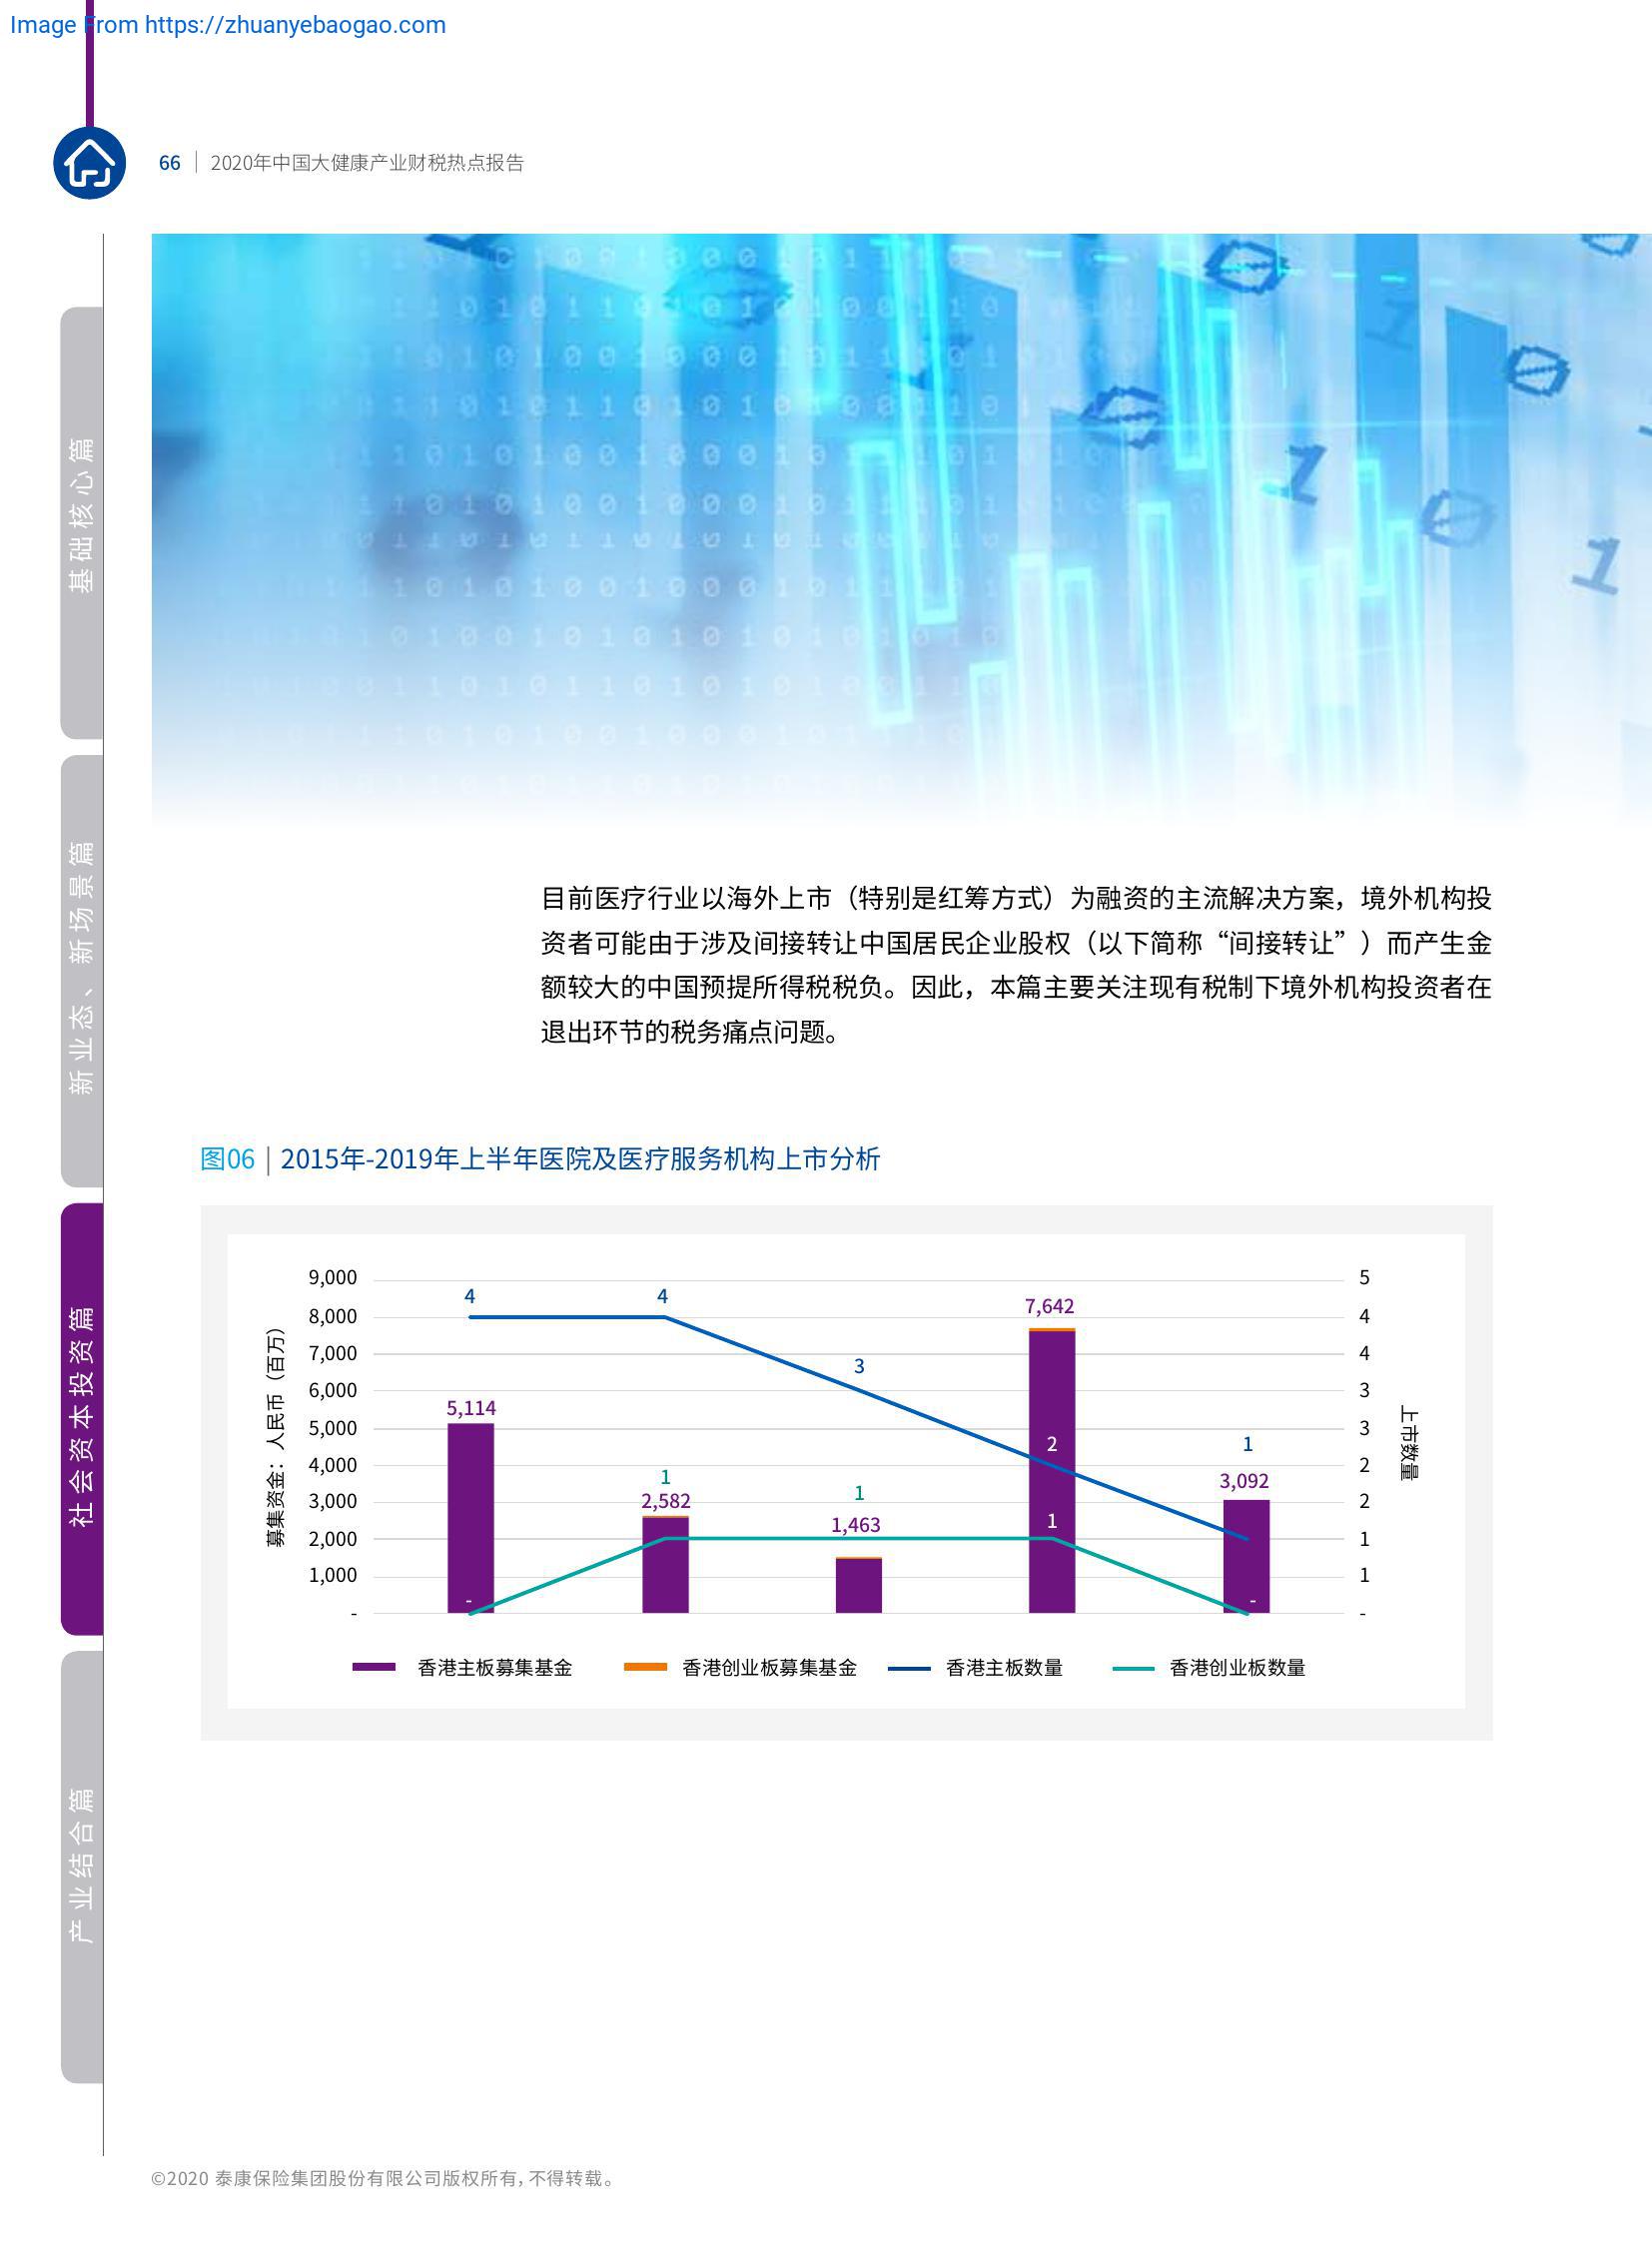 Image From https://zhuanyebaogao.com
66 | 2020年中国大健康产业财税热点报告
基础核心篇
新业态、新场景篇
社会资本投资篇
产业结合篇
目前医疗行业以海外上市（特别是红筹方式）为融资的主流解决方案，境外机构投
资者可能由于涉及间接转让中国居民企业股权（以下简称“间接转让”）而产生金
额较大的中国预提所得税税负。因此，本篇主要关注现有税制下境外机构投资者在
退出环节的税务痛点问题。
图06 | 2015年-2019年上半年医院及医疗服务机构上市分析
募集资金：人民币（百万）
9,000
8,000
7,000
6,000
5,000
4,000
3,000
2,000
1,000
-
4
4
3
2
1
5,114
2,582
1,463
7,642
3,092
-
1
1
1
-
5
4
4
3
3
2
2
1
1
-
上市数量
香港主板募集基金 香港创业板募集基金 香港主板数量 香港创业板数量
©2020 泰康保险集团股份有限公司版权所有，不得转载。